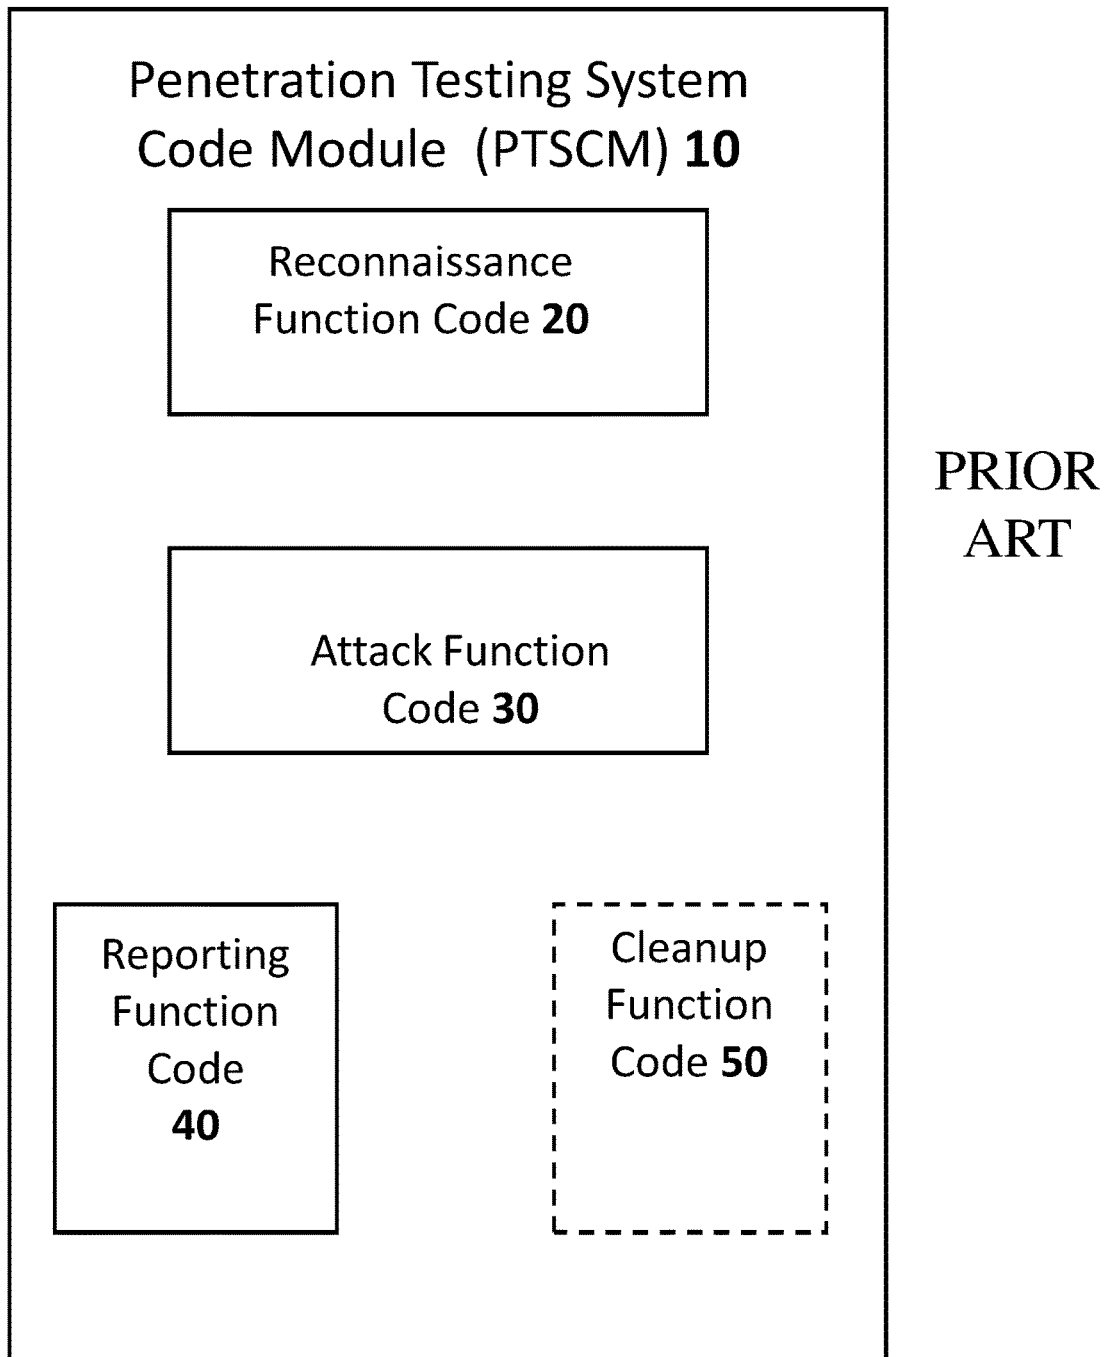 Penetration Testing System
Code Module (PTSCM) 10
Reconnaissance
Function Code 20
PRIOR
ART
Attack Function
Code 30
Reporting
Function
Code
40
Cleanup
Function
Code 50